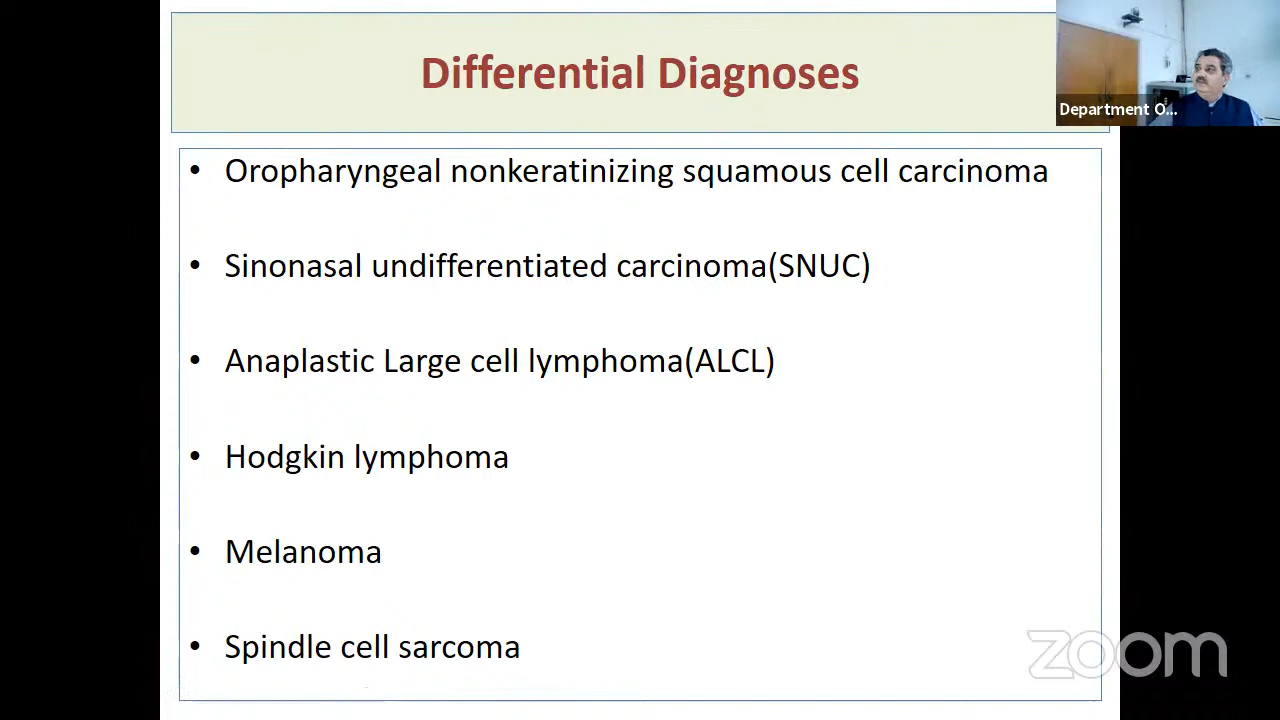 Differential Diagnoses
Department O...
• Oropharyngeal nonkeratinizing squamous cell carcinoma
• Sinonasal undifferentiated carcinoma(SNUC)
• Anaplastic Large cell lymphoma(ALCL)
• Hodgkin lymphoma
• Melanoma
• Spindle cell sarcoma
zoom